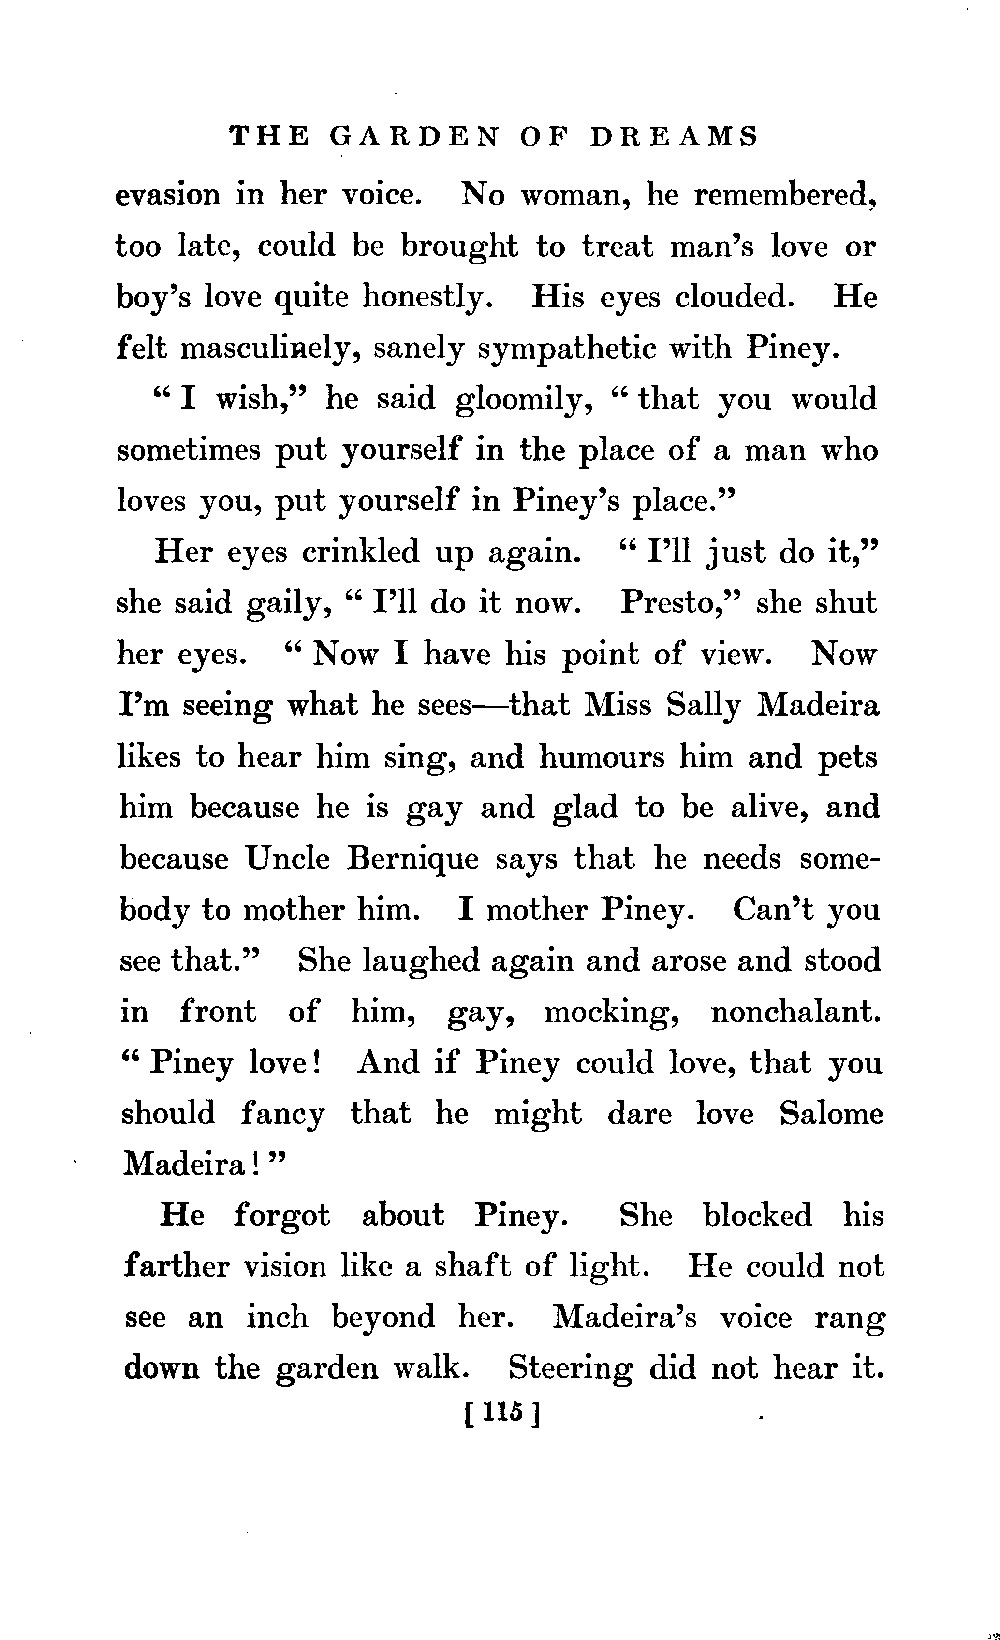 THE GARDEN OF DREAMS
evasion in her voice. No woman, he remembered,
too late, could be brought to treat man's love or
boy's love quite honestly. His eyes clouded. He
felt masculinely, sanely sympathetic with Piney.
" I wish," he said gloomily, " that you would
sometimes put yourself in the place of a man who
loves you, put yourself in Piney's place."
Her eyes crinkled up again. " I'll just do it,"
she said gaily, " I'll do it now. Presto," she shut
her eyes. " Now I have his point of view. Now
I'm seeing what he sees—that Miss Sally Madeira
likes to hear him sing, and humours him and pets
him because he is gay and glad to be alive, and
because Uncle Bernique says that he needs some-
body to mother him. I mother Piney. Can't you
see that." She laughed again and arose and stood
in front of him, gay, mocking, nonchalant.
" Piney love! And if Piney could love, that you
should fancy that he might dare love Salome
Madeira! "
He forgot about Piney. She blocked his
farther vision like a shaft of light. He could not
see an inch beyond her. Madeira's voice rang
down the garden walk. Steering did not hear it.
[ 115 ]